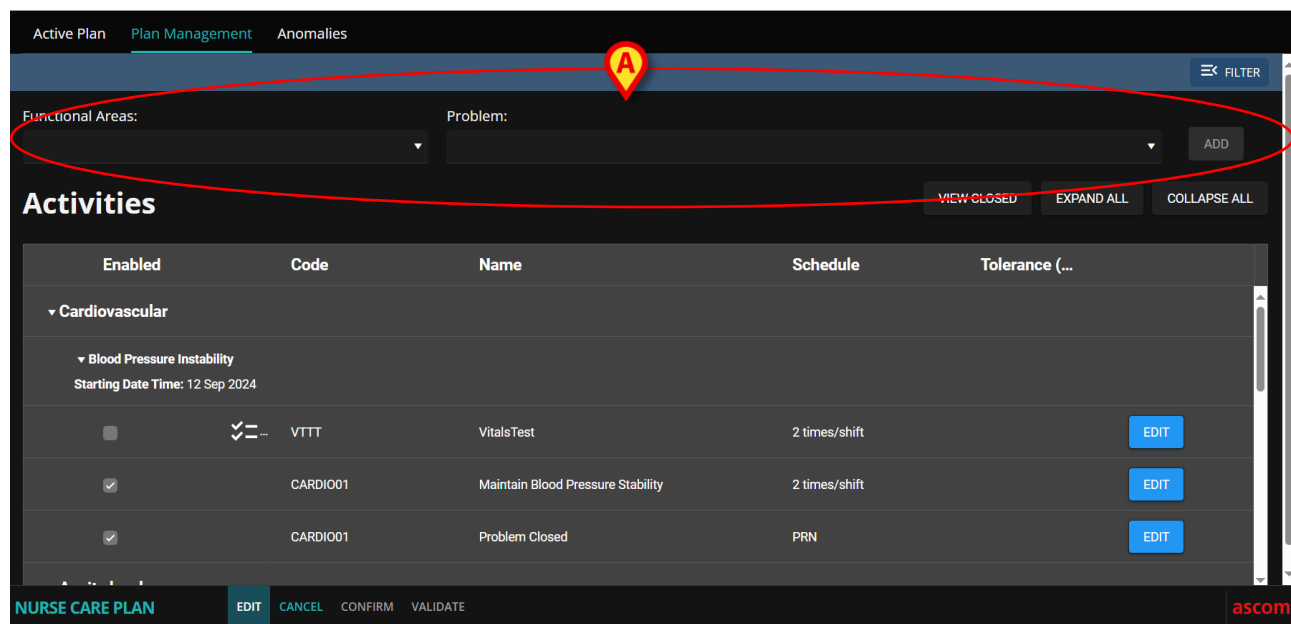 Active Plan Plan Management Anomalies
A
FILTER
Functional Areas: Problem:
ADD
Activities VIEW CLOSED EXPAND ALL COLLAPSE ALL
Enabled Code Name Schedule Tolerance (...
Cardiovascular
Blood Pressure Instability
Starting Date Time: 12 Sep 2024
... VTTT VitalsTest 2 times/shift EDIT
CARDIO01 Maintain Blood Pressure Stability 2 times/shift EDIT
CARDIO01 Problem Closed PRN EDIT
NURSE CARE PLAN EDIT CANCEL CONFIRM VALIDATE ascom